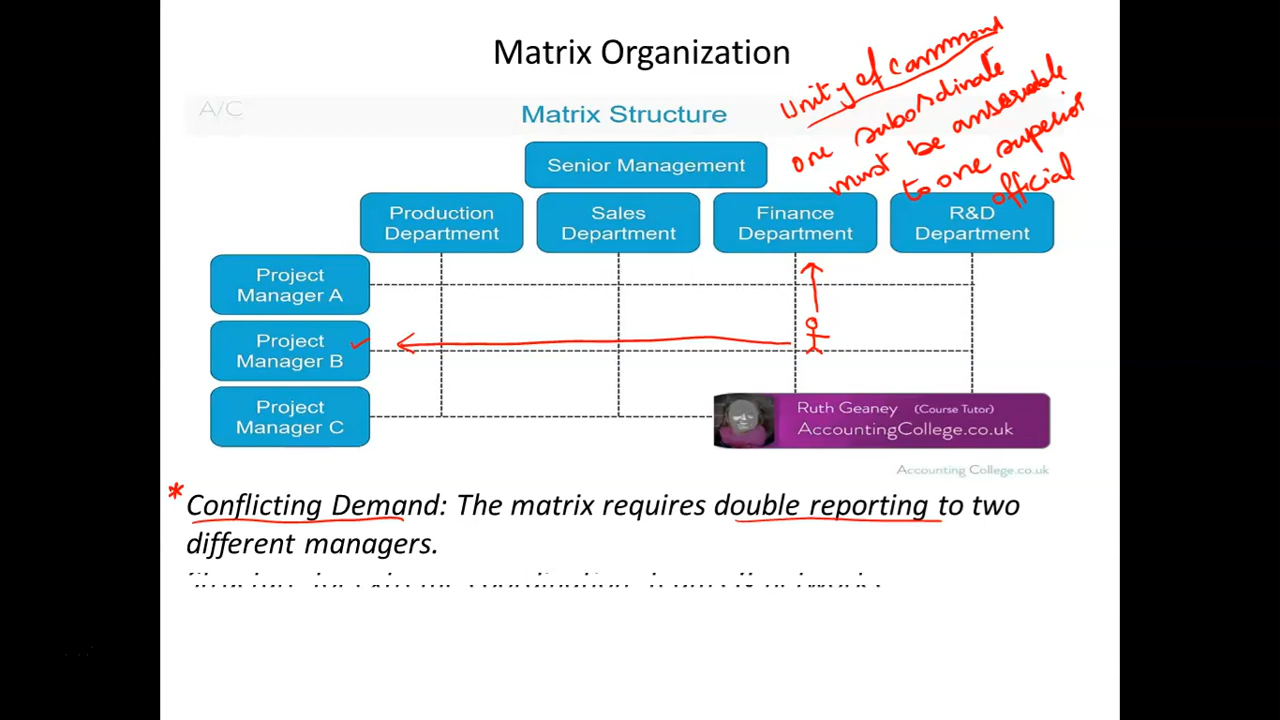 Matrix Organization
A/C
Matrix Structure
Unity of Command
one subordinate
must be anserable
to one superior
official
Senior Management
Production
Department
Sales
Department
Finance
Department
R&D
Department
Project
Manager A
Project
Manager B
Project
Manager C
Ruth Geaney (Course Tutor)
AccountingCollege.co.uk
Accounting College.co.uk
*Conflicting Demand: The matrix requires double reporting to two
different managers.